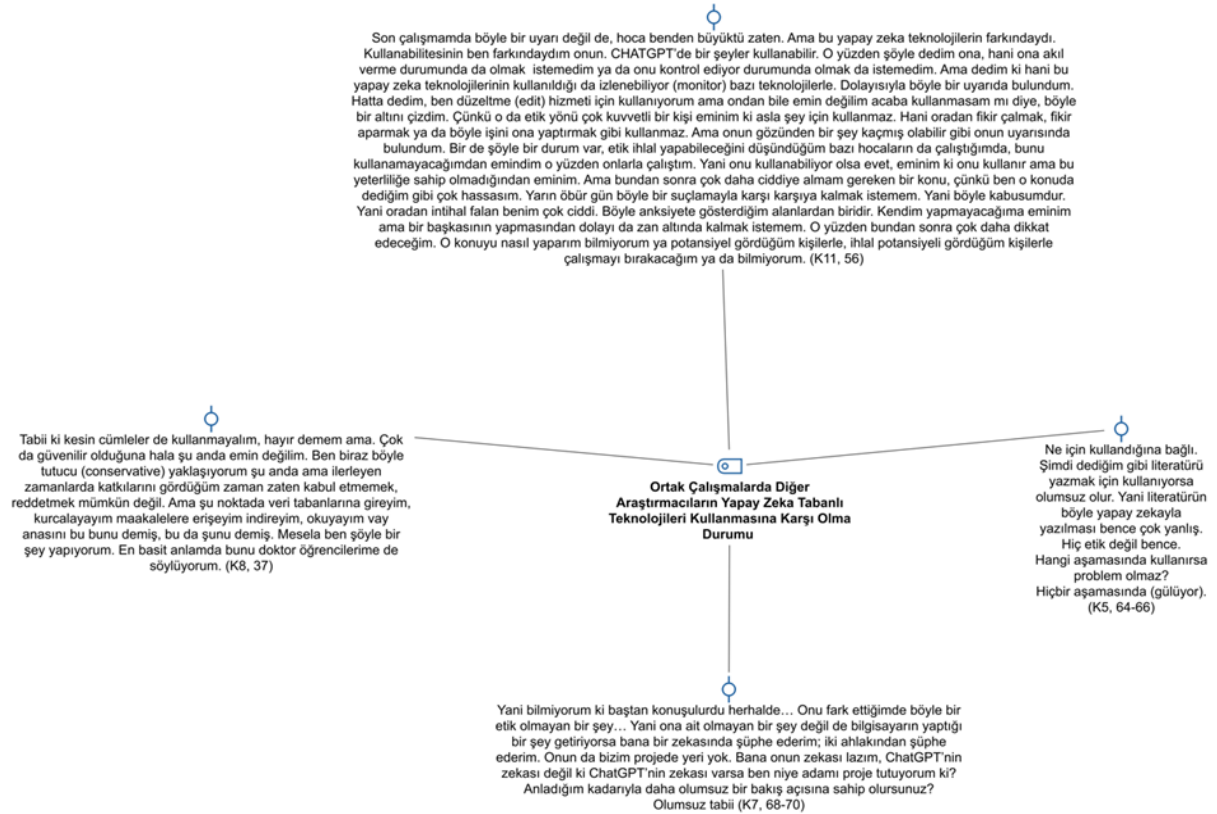 Son çalışmamda böyle bir uyarı değil de, hoca benden büyüktü zaten. Ama bu yapay zeka teknolojilerin farkındaydı.
Kullanabilitesinin ben farkındaydım onun. CHATGPT'de bir şeyler kullanabilir. O yüzden şöyle dedim ona, hani ona akıl
verme durumunda da olmak istemedim ya da onu kontrol ediyor durumunda olmak da istemedim. Ama dedim ki hani bu
yapay zeka teknolojilerinin kullanıldığı da izlenebiliyor (monitor) bazı teknolojilerle. Dolayısıyla böyle bir uyarıda bulundum.
Hatta dedim, ben düzeltme (edit) hizmeti için kullanıyorum ama ondan bile emin değilim acaba kullanmasam mı diye, böyle
bir altını çizdim. Çünkü o da etik yönü çok kuvvetli bir kişi eminim ki asla şey için kullanmaz. Hani oradan fikir çalmak, fikir
aparmak ya da böyle işini ona yaptırmak gibi kullanmaz. Ama onun gözünden bir şey kaçmış olabilir gibi onun uyarısında
bulundum. Bir de şöyle bir durum var, etik ihlal yapabileceğini düşündüğüm bazı hocaların da çalıştığımda, bunu
kullanamayacağımdan emindim o yüzden onlarla çalıştım. Yani onu kullanabiliyor olsa evet, eminim ki onu kullanır ama bu
yeterliliğe sahip olmadığından eminim. Ama bundan sonra çok daha ciddiye almam gereken bir konu, çünkü ben o konuda
dediğim gibi çok hassasım. Yarın öbür gün böyle bir suçlamayla karşı karşıya kalmak istemem. Yani böyle kabusumdur.
Yani oradan intihal falan benim çok ciddi. Böyle anksiyete gösterdiğim alanlardan biridir. Kendim yapmayacağıma eminim
ama bir başkasının yapmasından dolayı da zan altında kalmak istemem. O yüzden bundan sonra çok daha dikkat
edeceğim. O konuyu nasıl yaparım bilmiyorum ya potansiyel gördüğüm kişilerle, ihlal potansiyeli gördüğüm kişilerle
çalışmayı bırakacağım ya da bilmiyorum. (K11, 56)
Tabii ki kesin cümleler de kullanmayalım, hayır demem ama. Çok
da güvenilir olduğuna hala şu anda emin değilim. Ben biraz böyle
tutucu (conservative) yaklaşıyorum şu anda ama ilerleyen
zamanlarda katkılarını gördüğüm zaman zaten kabul etmemek,
reddetmek mümkün değil. Ama şu noktada veri tabanlarına gireyim,
kurcalayayım maakalelere erişeyim indireyim, okuyayım vay
anasını bu bunu demiş, bu da şunu demiş. Mesela ben şöyle bir
şey yapıyorum. En basit anlamda bunu doktor öğrencilerime de
söylüyorum. (K8, 37)
Ortak Çalışmalarda Diğer
Araştırmacıların Yapay Zeka Tabanlı
Teknolojileri Kullanmasına Karşı Olma
Durumu
Ne için kullandığına bağlı.
Şimdi dediğim gibi literatürü
yazmak için kullanıyorsa
olumsuz olur. Yani literatürün
böyle yapay zekayla
yazılması bence çok yanlış.
Hiç etik değil bence.
Hangi aşamasında kullanırsa
problem olmaz?
Hiçbir aşamasında (gülüyor).
(K5, 64-66)
Yani bilmiyorum ki baştan konuşulurdu herhalde… Onu fark ettiğimde böyle bir
etik olmayan bir şey… Yani ona ait olmayan bir şey değil de bilgisayarın yaptığı
bir şey getiriyorsa bana bir zekasında şüphe ederim; iki ahlakından şüphe
ederim. Onun da bizim projede yeri yok. Bana onun zekası lazım, ChatGPT'nin
zekası değil ki ChatGPT'nin zekası varsa ben niye adamı proje tutuyorum ki?
Anladığım kadarıyla daha olumsuz bir bakış açısına sahip olursunuz?
Olumsuz tabii (K7, 68-70)